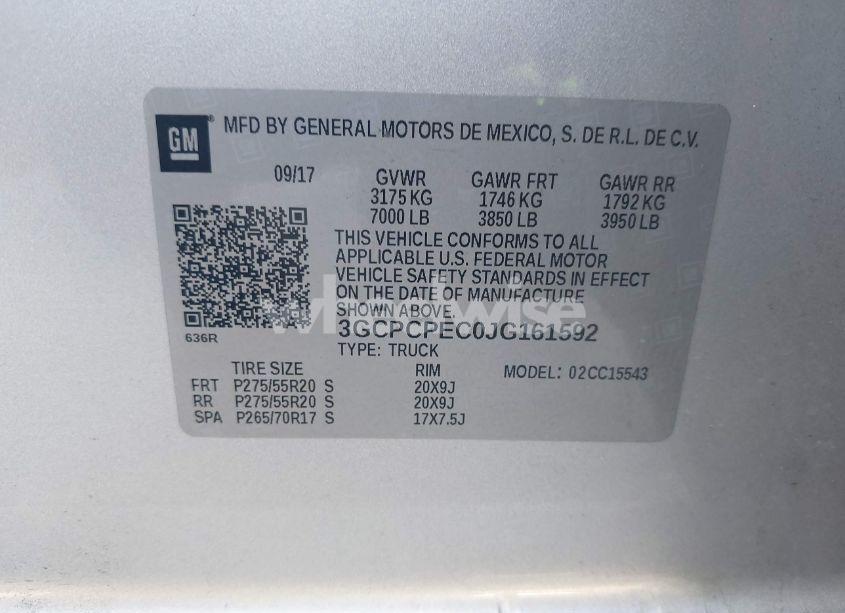 GM
MFD BY GENERAL MOTORS DE MEXICO, S. DE R.L. DE C.V.
09/17 GVWR GAWR FRT GAWR RR
3175 KG 1746 KG 1792 KG
7000 LB 3850 LB 3950 LB
THIS VEHICLE CONFORMS TO ALL
APPLICABLE U.S. FEDERAL MOTOR
VEHICLE SAFETY STANDARDS IN EFFECT
ON THE DATE OF MANUFACTURE
SHOWN ABOVE.
wheelwise
3GCPCPEC0JG161592
636R
TYPE: TRUCK
TIRE SIZE RIM MODEL: 02CC15543
FRT P275/55R20 S 20X9J
RR P275/55R20 S 20X9J
SPA P265/70R17 S 17X7.5J